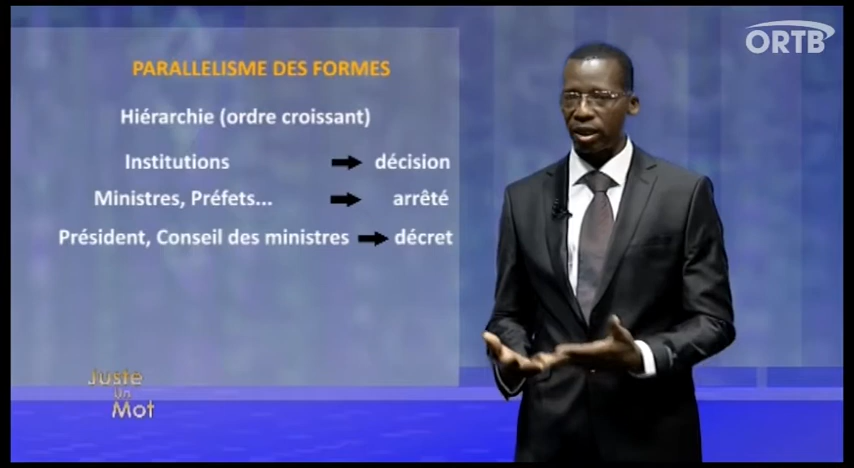 ORTB
PARALLELISME DES FORMES
Hiérarchie (ordre croissant)
Institutions décision
Ministres, Préfets... arrêté
Président, Conseil des ministres décret
Juste
Un
Mot